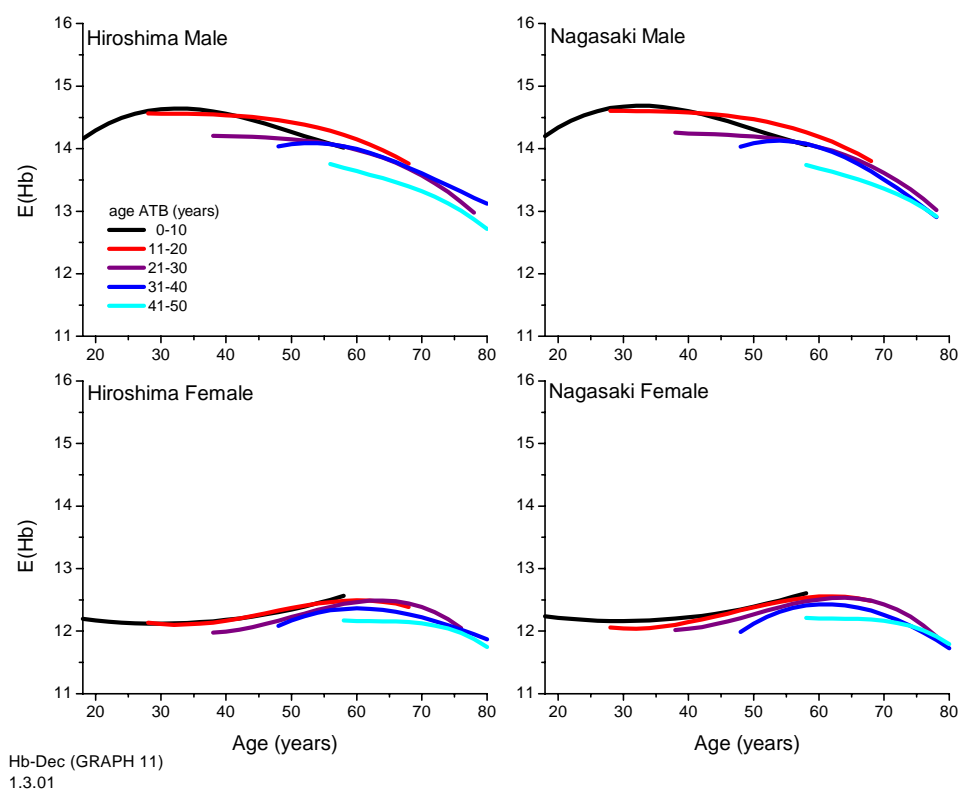 Hiroshima Male
Nagasaki Male
16
15
14
13
12
11
E(Hb)
age ATB (years)
0-10
11-20
21-30
31-40
41-50
20 30 40 50 60 70 80
16
15
14
13
12
11
20 30 40 50 60 70 80
Hiroshima Female
Nagasaki Female
16
15
14
13
12
11
E(Hb)
20 30 40 50 60 70 80
Age (years)
16
15
14
13
12
11
20 30 40 50 60 70 80
Age (years)
Hb-Dec (GRAPH 11)
1.3.01